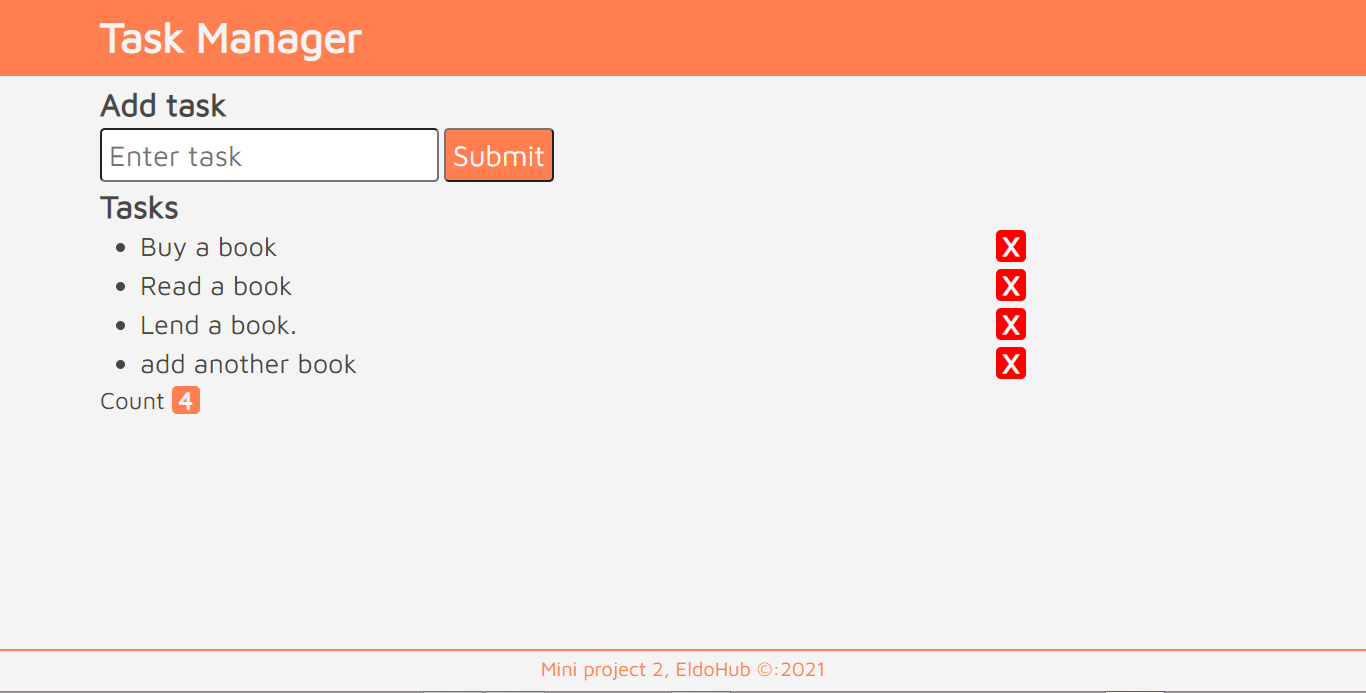 Task Manager
Add task
Enter task Submit
Tasks
Buy a book X
Read a book X
Lend a book. X
add another book X
Count 4
Mini project 2, EldoHub ©:2021